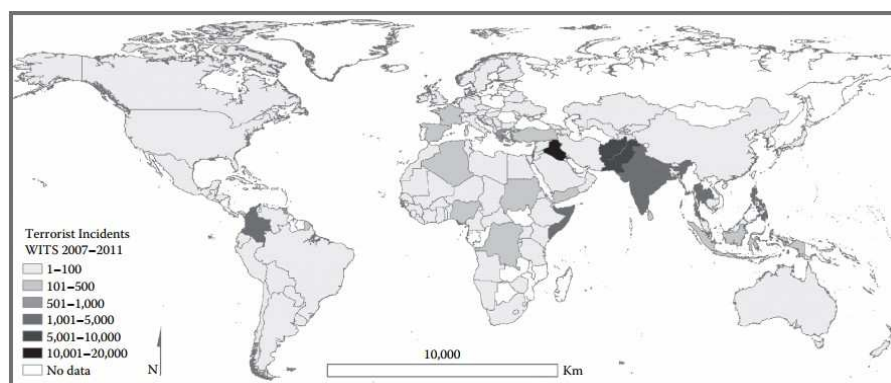 Terrorist Incidents
WITS 2007–2011
1–100
101–500
501–1,000
1,001–5,000
5,001–10,000
10,001–20,000
No data
N
10,000
Km